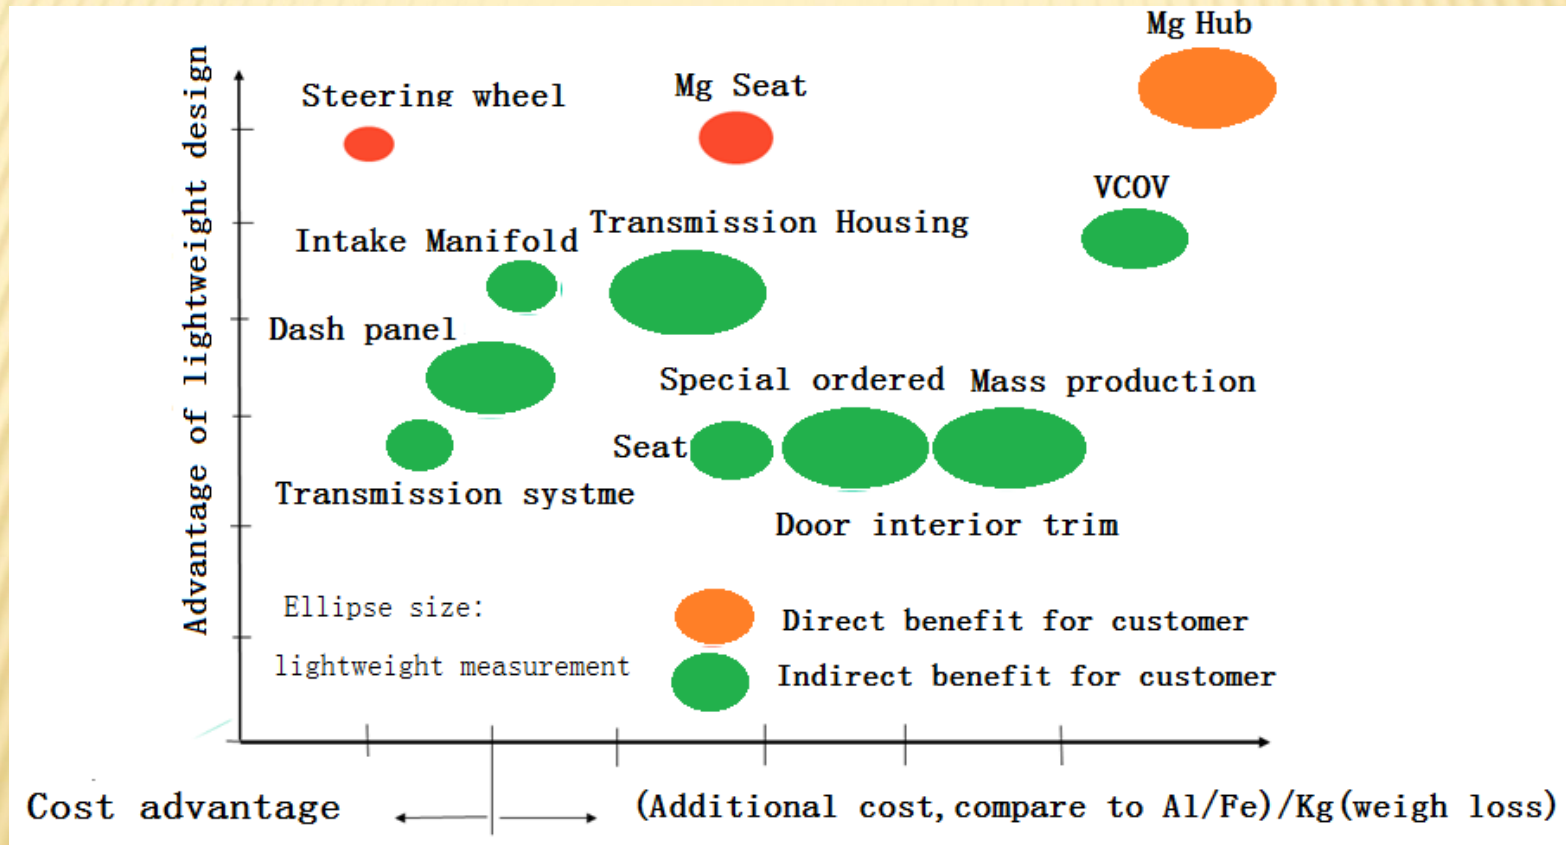 Mg Hub
Steering wheel
Mg Seat
VCOV
Transmission Housing
Intake Manifold
Dash panel
Special ordered
Mass production
Seat
Transmission systme
Door interior trim
Ellipse size:
lightweight measurement
Direct benefit for customer
Indirect benefit for customer
Advantage of lightweight design
Cost advantage
(Additional cost,compare to Al/Fe)/Kg(weigh loss)